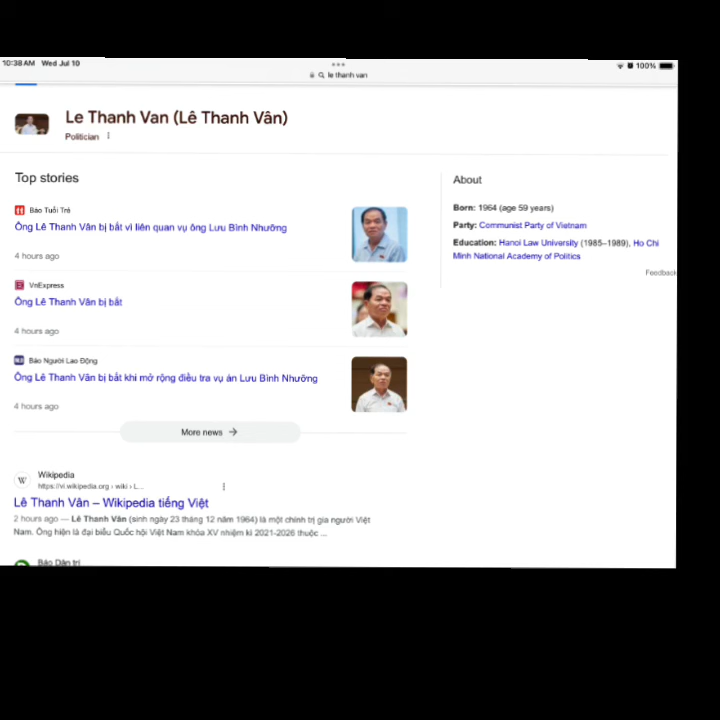 10:38 AM Wed Jul 10
100%
le thanh van
Le Thanh Van (Lê Thanh Vân)
Politician
Top stories
Báo Tuổi Trẻ
Ông Lê Thanh Vân bị bắt vì liên quan vụ ông Lưu Bình Nhưỡng
4 hours ago
VnExpress
Ông Lê Thanh Vân bị bắt
4 hours ago
Báo Người Lao Động
Ông Lê Thanh Vân bị bắt khi mở rộng điều tra vụ án Lưu Bình Nhưỡng
4 hours ago
More news →
About
Born: 1964 (age 59 years)
Party: Communist Party of Vietnam
Education: Hanoi Law University (1985–1989), Ho Chi
Minh National Academy of Politics
Feedback
W
Wikipedia
https://vi.wikipedia.org › wiki › L...
Lê Thanh Vân – Wikipedia tiếng Việt
2 hours ago — Lê Thanh Vân (sinh ngày 23 tháng 12 năm 1964) là một chính trị gia người Việt
Nam. Ông hiện là đại biểu Quốc hội Việt Nam khóa XV nhiệm kì 2021-2026 thuộc ...
Báo Dân trí